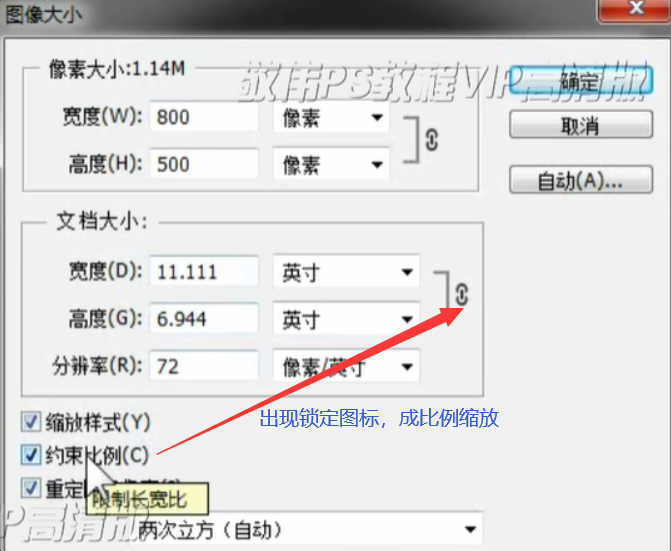 图像大小
敬伟PS教程VIP高清版
像素大小:1.14M
确定
宽度(W): 800 像素
取消
高度(H): 500 像素
自动(A)...
文档大小:
宽度(D): 11.111 英寸
高度(G): 6.944 英寸
分辨率(R): 72 像素/英寸
缩放样式(Y)
出现锁定图标，成比例缩放
约束比例(C)
重定
限制长宽比
P高清版
两次立方（自动）